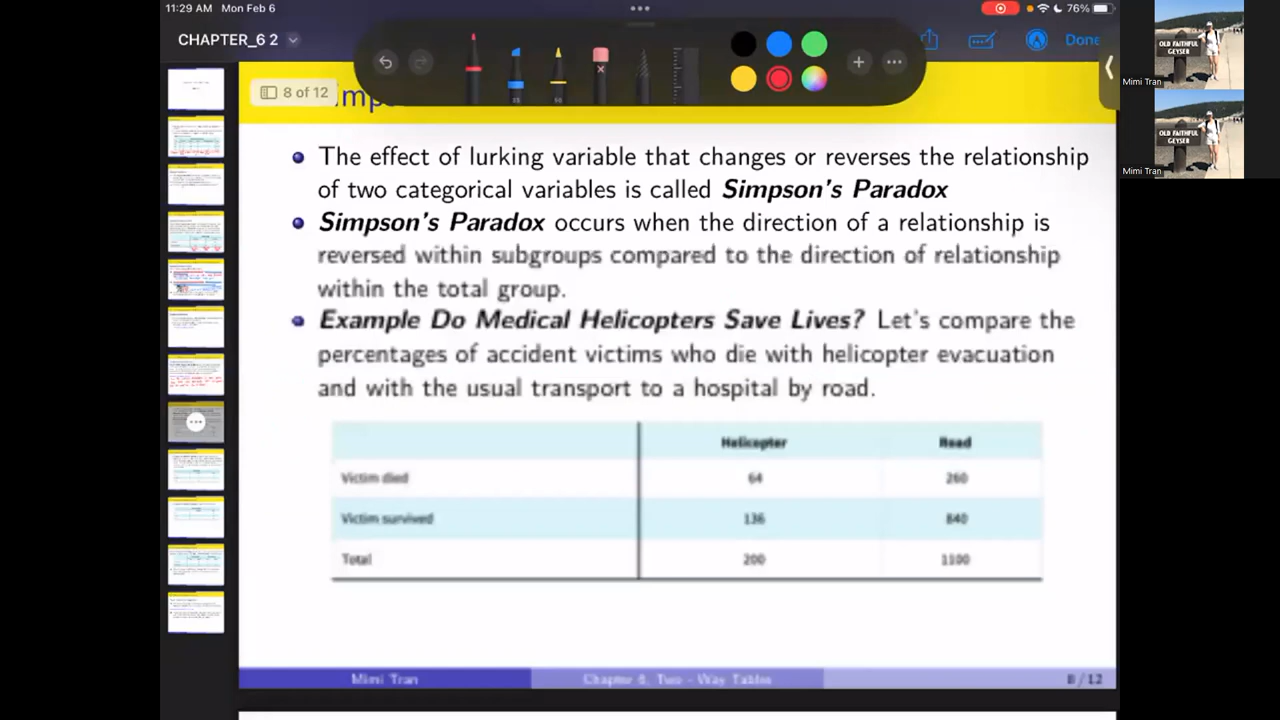 11:29 AM Mon Feb 6
76%
CHAPTER_6 2
Done
8 of 12
The effect of lurking variable that changes or reverses the relationship
of two categorical variables is called Simpson's Paradox
Simpson's Paradox occurs when the direction of a relationship is
reversed within subgroups compared to the direction of relationship
within the total group.
Example Do Medical Helicopters Save Lives? Let's compare the
percentages of accident victims who die with helicopter evacuation
and with the usual transport to a hospital by road.
Helicopter Road
Victim died 64 260
Victim survived 136 840
Total 200 1100
Mimi Tran Chapter 6, Two - Way Tables 8 / 12
OLD FAITHFUL
GEYSER
Mimi Tran
OLD FAITHFUL
GEYSER
Mimi Tran